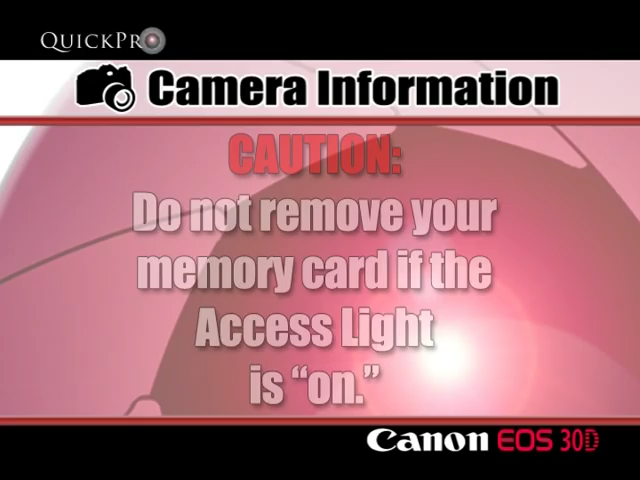 QUICKPRO
Camera Information
CAUTION:
Do not remove your
memory card if the
Access Light
is “on.”
Canon EOS 30D